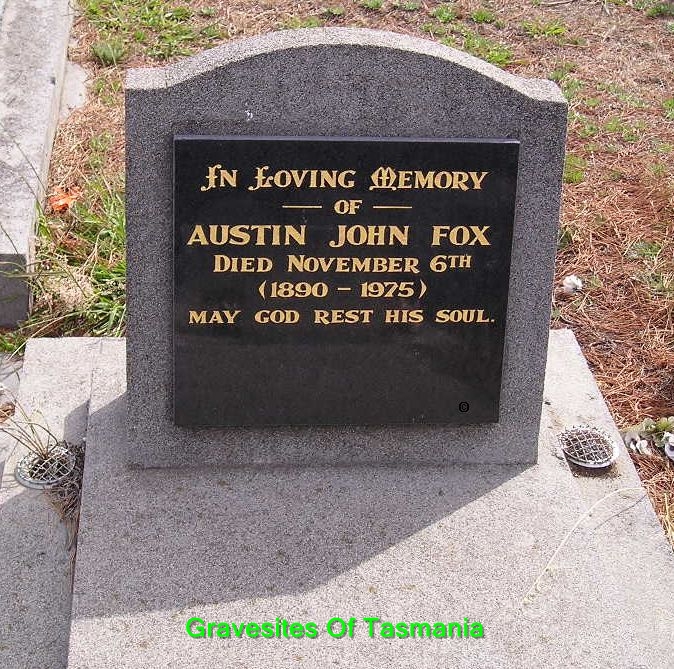 In Loving Memory
— OF —
AUSTIN JOHN FOX
DIED NOVEMBER 6TH
(1890 – 1975)
MAY GOD REST HIS SOUL.
Gravesites Of Tasmania